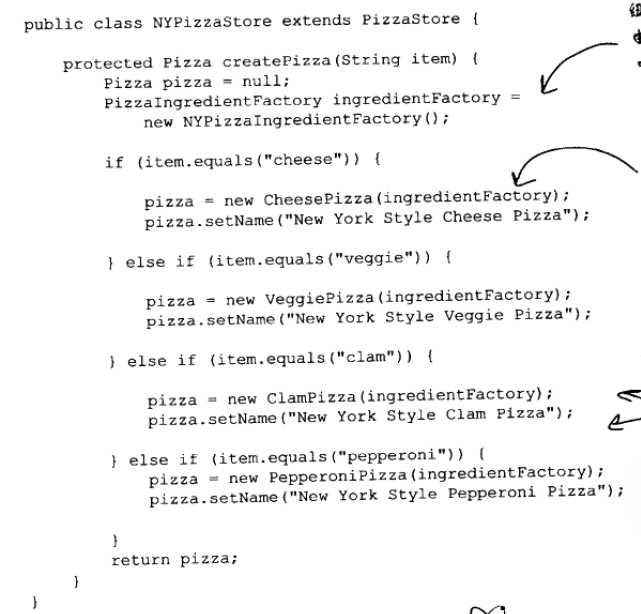 public class NYPizzaStore extends PizzaStore {
protected Pizza createPizza(String item) {
Pizza pizza = null;
PizzaIngredientFactory ingredientFactory =
new NYPizzaIngredientFactory();
if (item.equals("cheese")) {
pizza = new CheesePizza(ingredientFactory);
pizza.setName("New York Style Cheese Pizza");
} else if (item.equals("veggie")) {
pizza = new VeggiePizza(ingredientFactory);
pizza.setName("New York Style Veggie Pizza");
} else if (item.equals("clam")) {
pizza = new ClamPizza(ingredientFactory);
pizza.setName("New York Style Clam Pizza");
} else if (item.equals("pepperoni")) {
pizza = new PepperoniPizza(ingredientFactory);
pizza.setName("New York Style Pepperoni Pizza");
}
return pizza;
}
}